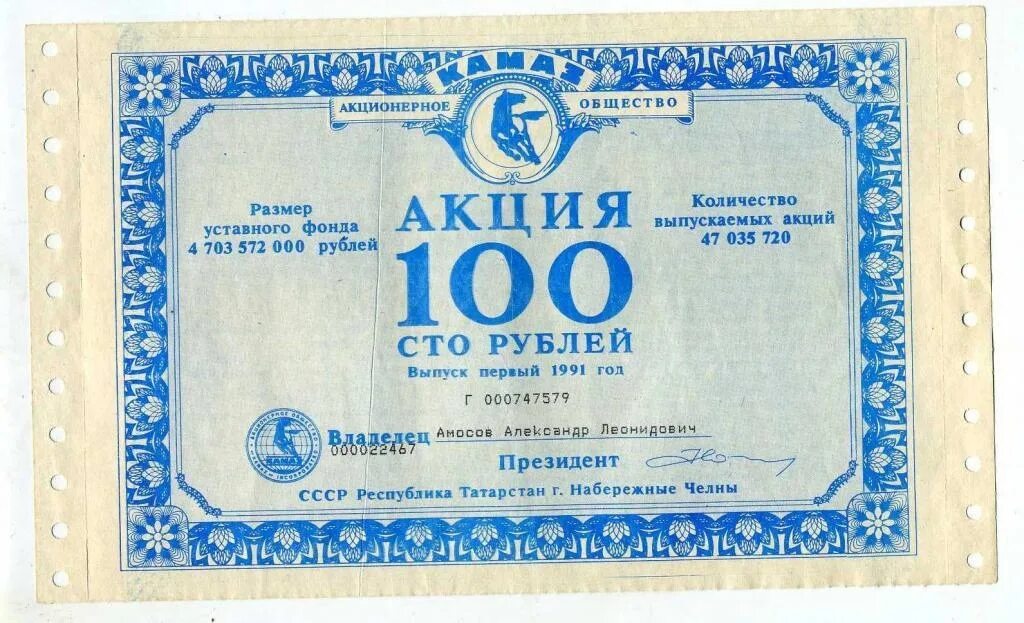 КАМАЗ
АКЦИОНЕРНОЕ ОБЩЕСТВО
АКЦИЯ
100
СТО РУБЛЕЙ
Выпуск первый 1991 год
Размер
уставного фонда
4 703 572 000 рублей
Количество
выпускаемых акций
47 035 720
Г 000747579
Владелец Амосов Александр Леонидович
000022467
Президент
СССР Республика Татарстан г. Набережные Челны
КАМАЗ